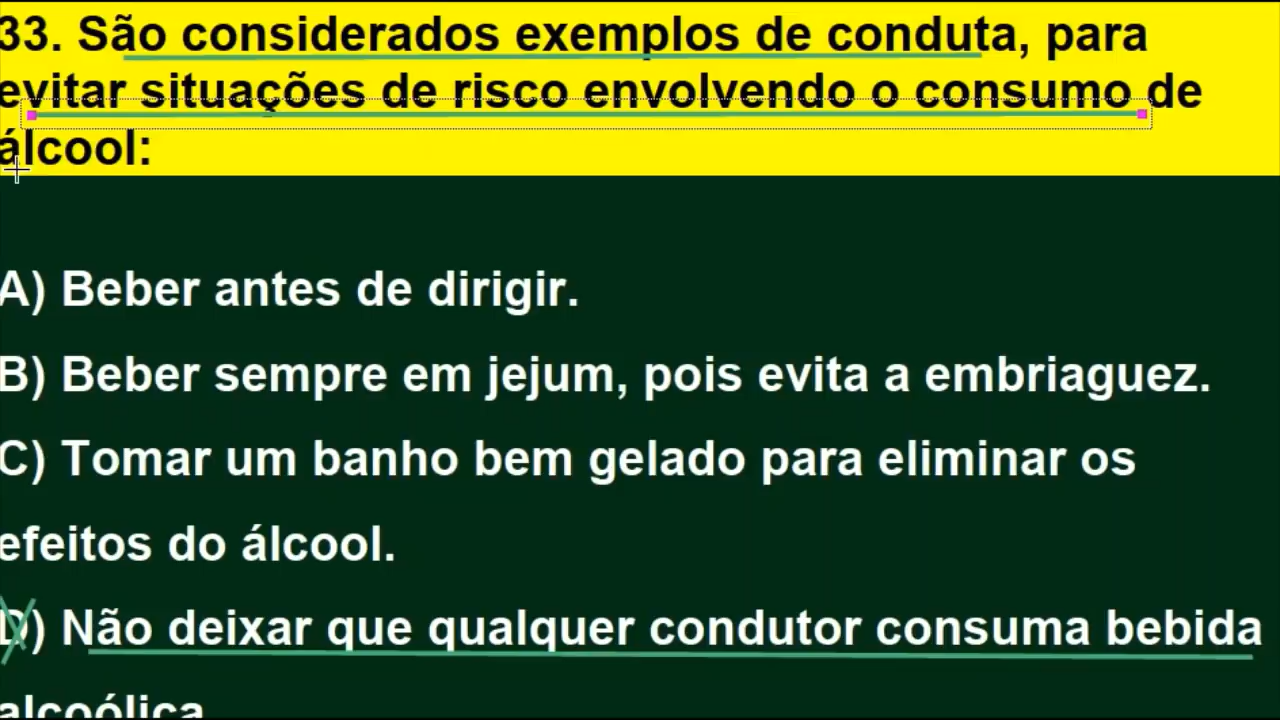 33. São considerados exemplos de conduta, para
evitar situações de risco envolvendo o consumo de
álcool:
A) Beber antes de dirigir.
B) Beber sempre em jejum, pois evita a embriaguez.
C) Tomar um banho bem gelado para eliminar os
efeitos do álcool.
D) Não deixar que qualquer condutor consuma bebida
alcoólica